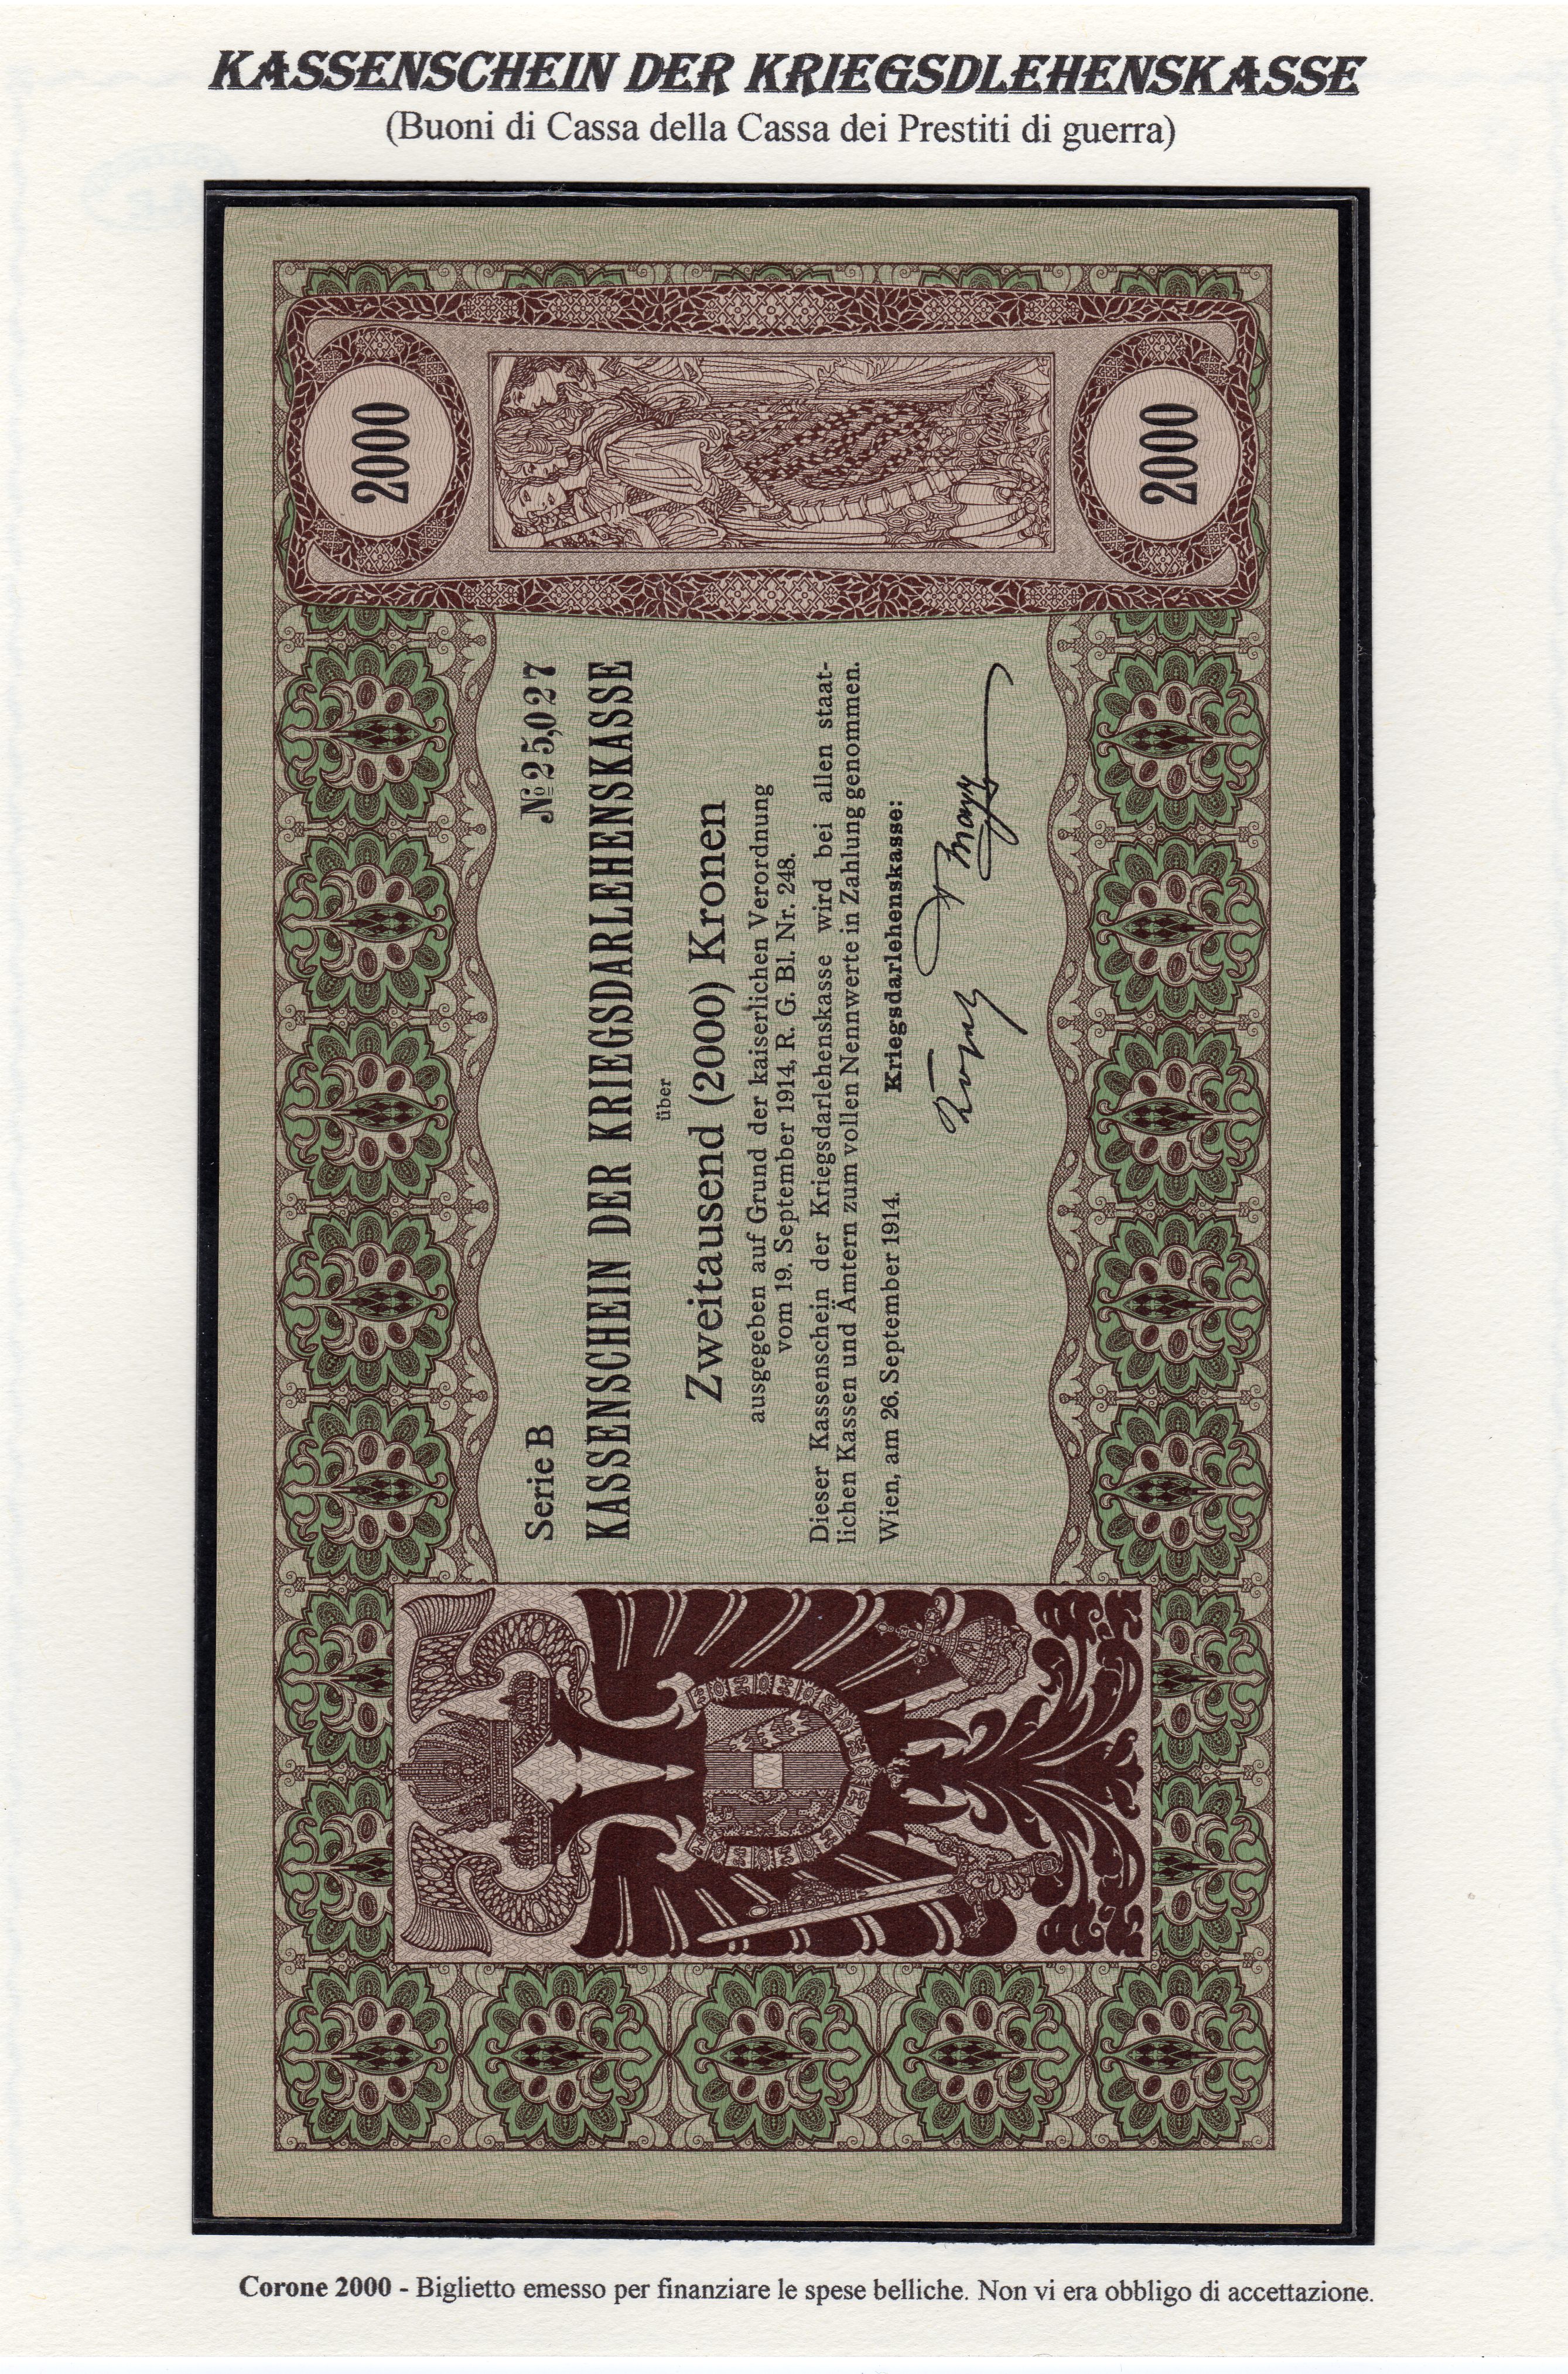 KASSENSCHEIN DER KRIEGSDLEHENSKASSE
(Buoni di Cassa della Cassa dei Prestiti di guerra)
Serie B
№ 25,027
KASSENSCHEIN DER KRIEGSDARLEHENSKASSE
über
Zweitausend (2000) Kronen
ausgegeben auf Grund der kaiserlichen Verordnung
vom 19. September 1914, R. G. Bl. Nr. 248.
Dieser Kassenschein der Kriegsdarlehenskasse wird bei allen staat-
lichen Kassen und Ämtern zum vollen Nennwerte in Zahlung genommen.
Wien, am 26. September 1914.
Kriegsdarlehenskasse:
2000
2000
Corone 2000 - Biglietto emesso per finanziare le spese belliche. Non vi era obbligo di accettazione.